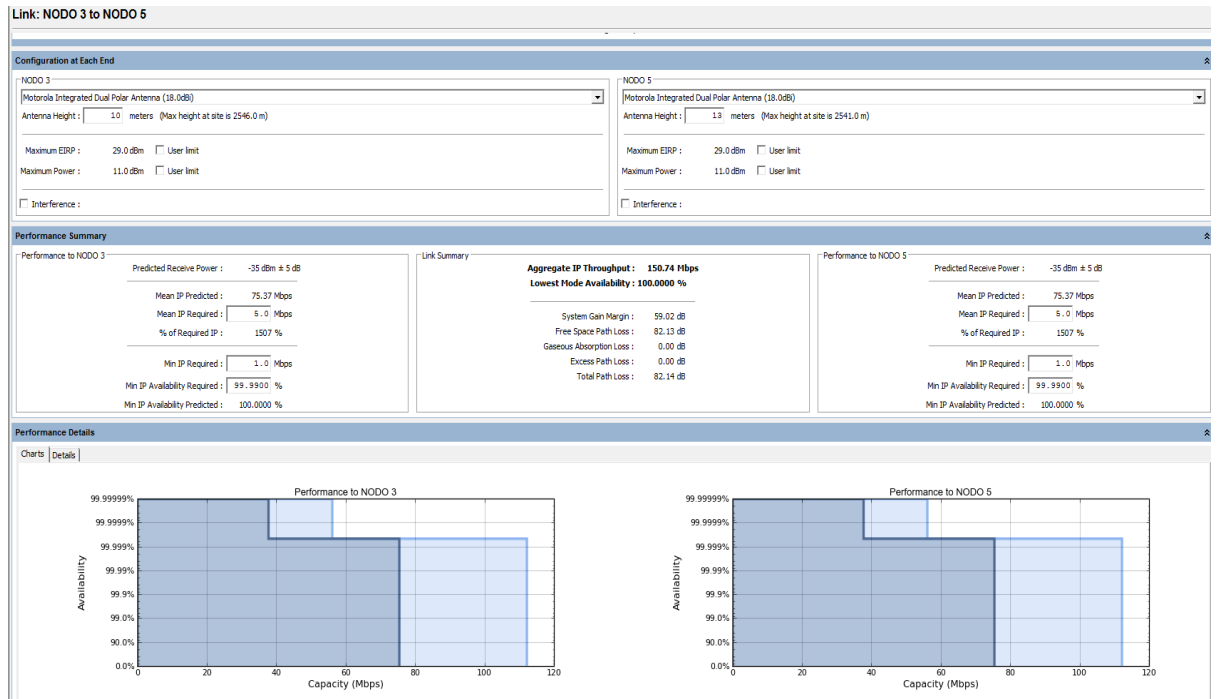 Link: NODO 3 to NODO 5
Configuration at Each End
NODO 3
Motorola Integrated Dual Polar Antenna (18.0dBi)
Antenna Height : 10 meters (Max height at site is 2546.0 m)
Maximum EIRP : 29.0 dBm User limit
Maximum Power : 11.0 dBm User limit
Interference :
NODO 5
Motorola Integrated Dual Polar Antenna (18.0dBi)
Antenna Height : 13 meters (Max height at site is 2541.0 m)
Maximum EIRP : 29.0 dBm User limit
Maximum Power : 11.0 dBm User limit
Interference :
Performance Summary
Performance to NODO 3
Predicted Receive Power : -35 dBm ± 5 dB
Mean IP Predicted : 75.37 Mbps
Mean IP Required : 5.0 Mbps
% of Required IP : 1507 %
Min IP Required : 1.0 Mbps
Min IP Availability Required : 99.9900 %
Min IP Availability Predicted : 100.0000 %
Link Summary
Aggregate IP Throughput : 150.74 Mbps
Lowest Mode Availability : 100.0000 %
System Gain Margin : 59.02 dB
Free Space Path Loss : 82.13 dB
Gaseous Absorption Loss : 0.00 dB
Excess Path Loss : 0.00 dB
Total Path Loss : 82.14 dB
Performance to NODO 5
Predicted Receive Power : -35 dBm ± 5 dB
Mean IP Predicted : 75.37 Mbps
Mean IP Required : 5.0 Mbps
% of Required IP : 1507 %
Min IP Required : 1.0 Mbps
Min IP Availability Required : 99.9900 %
Min IP Availability Predicted : 100.0000 %
Performance Details
Charts Details
Performance to NODO 3
99.99999%
99.9999%
99.999%
99.99%
99.9%
99.0%
90.0%
0.0%
Availability
0 20 40 60 80 100 120
Capacity (Mbps)
Performance to NODO 5
99.99999%
99.9999%
99.999%
99.99%
99.9%
99.0%
90.0%
0.0%
Availability
0 20 40 60 80 100 120
Capacity (Mbps)